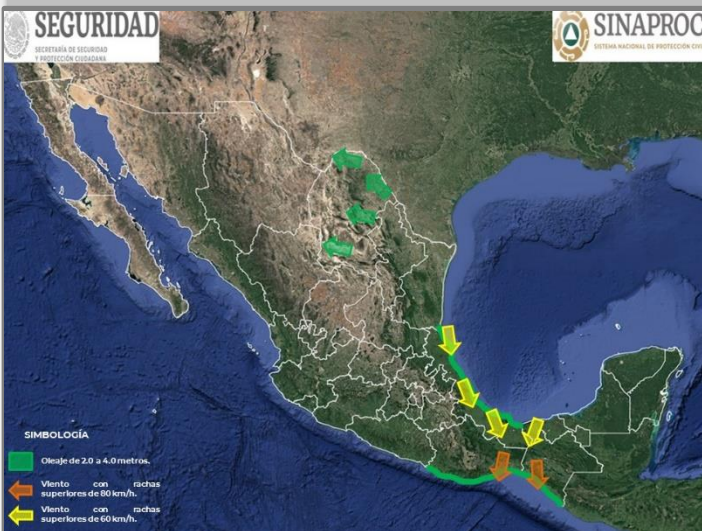 SEGURIDAD
SECRETARÍA DE SEGURIDAD
Y PROTECCIÓN CIUDADANA
SINAPROC
SISTEMA NACIONAL DE PROTECCIÓN CIVI
SIMBOLOGÍA
Oleaje de 2.0 a 4.0 metros.
Viento con rachas
superiores de 80 km/h.
Viento con rachas
superiores de 60 km/h.